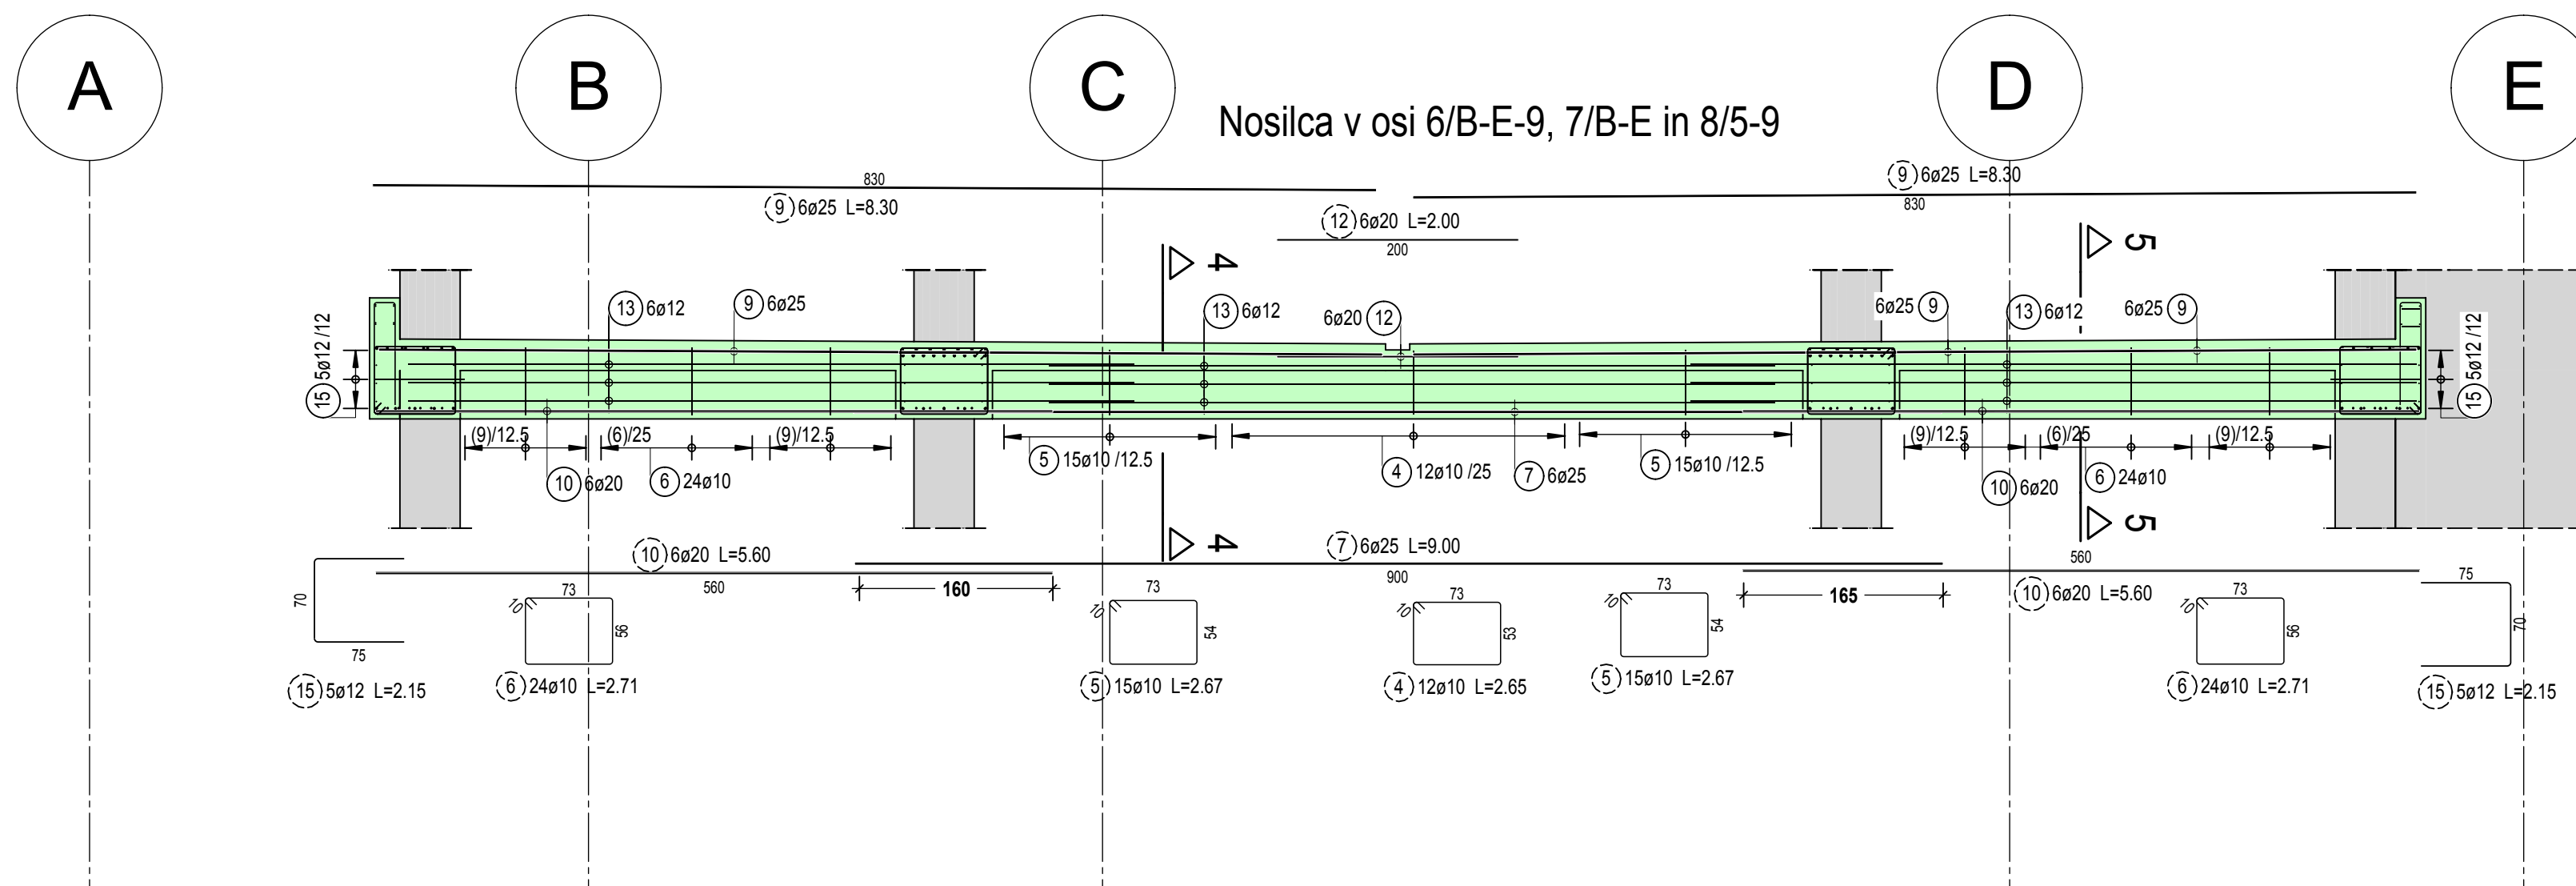 A B C D E
Nosilca v osi 6/B-E-9, 7/B-E in 8/5-9
830
9 6ø25 L=8.30
9 6ø25 L=8.30
830
12 6ø20 L=2.00
200
4
5
15 5ø12 /12
13 6ø12
9 6ø25
13 6ø12
6ø20 12
6ø25 9
13 6ø12
6ø25 9
15 5ø12 /12
(9)/12.5
(6)/25
(9)/12.5
10 6ø20
6 24ø10
5 15ø10 /12.5
4 12ø10 /25
7 6ø25
5 15ø10 /12.5
(9)/12.5
(6)/25
(9)/12.5
10 6ø20
6 24ø10
4
5
10 6ø20 L=5.60
560
160
7 6ø25 L=9.00
900
165
560
10 6ø20 L=5.60
70
75
15 5ø12 L=2.15
10
73
56
6 24ø10 L=2.71
10
73
54
5 15ø10 L=2.67
10
73
53
4 12ø10 L=2.65
10
73
54
5 15ø10 L=2.67
10
73
56
6 24ø10 L=2.71
75
70
15 5ø12 L=2.15